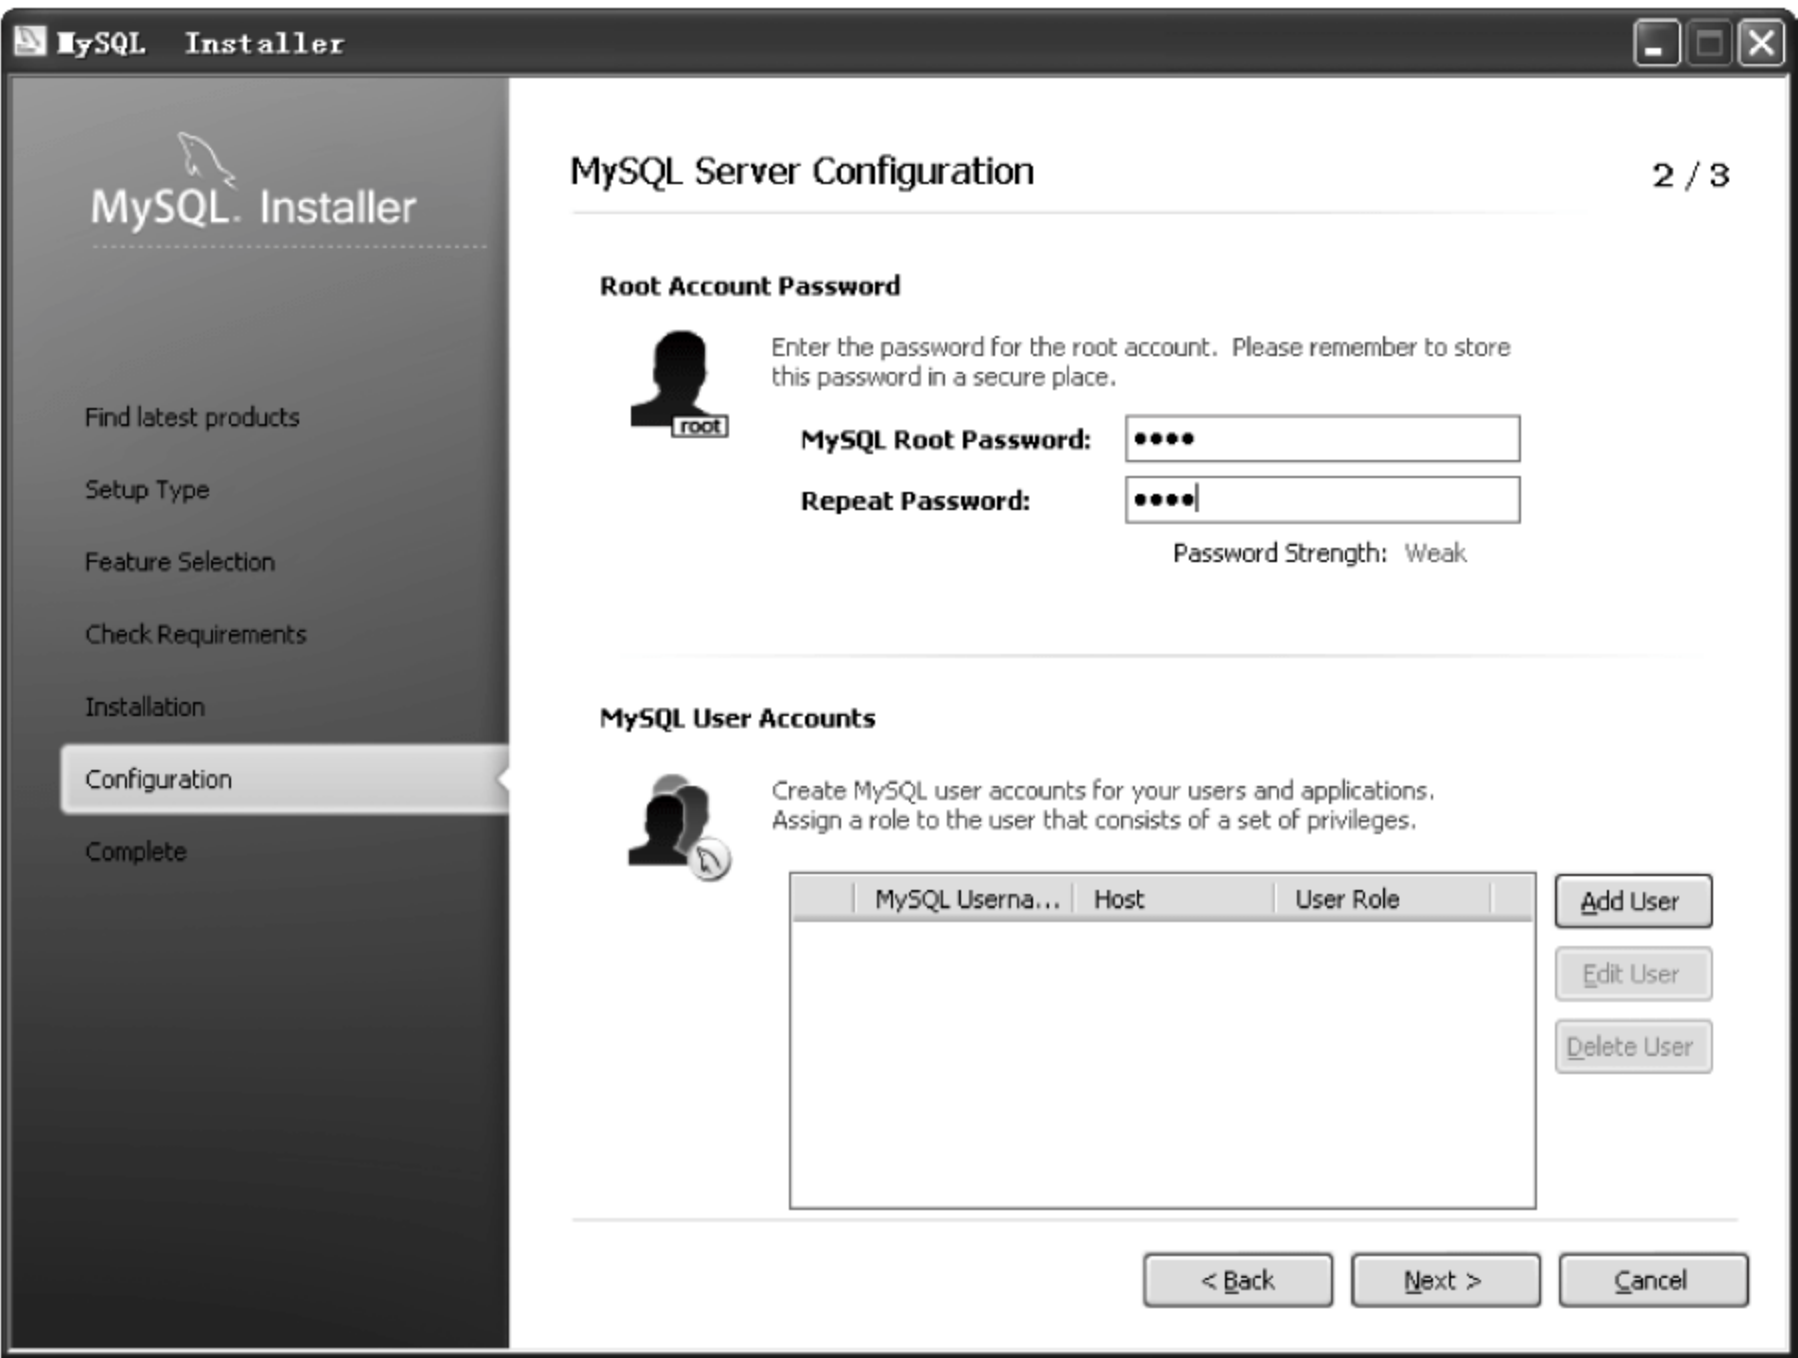 MySQL Installer
MySQL. Installer
Find latest products
Setup Type
Feature Selection
Check Requirements
Installation
Configuration
Complete
MySQL Server Configuration
2 / 3
Root Account Password
root
Enter the password for the root account. Please remember to store
this password in a secure place.
MySQL Root Password: ••••
Repeat Password: ••••
Password Strength: Weak
MySQL User Accounts
Create MySQL user accounts for your users and applications.
Assign a role to the user that consists of a set of privileges.
MySQL Userna... Host User Role
Add User
Edit User
Delete User
< Back Next > Cancel